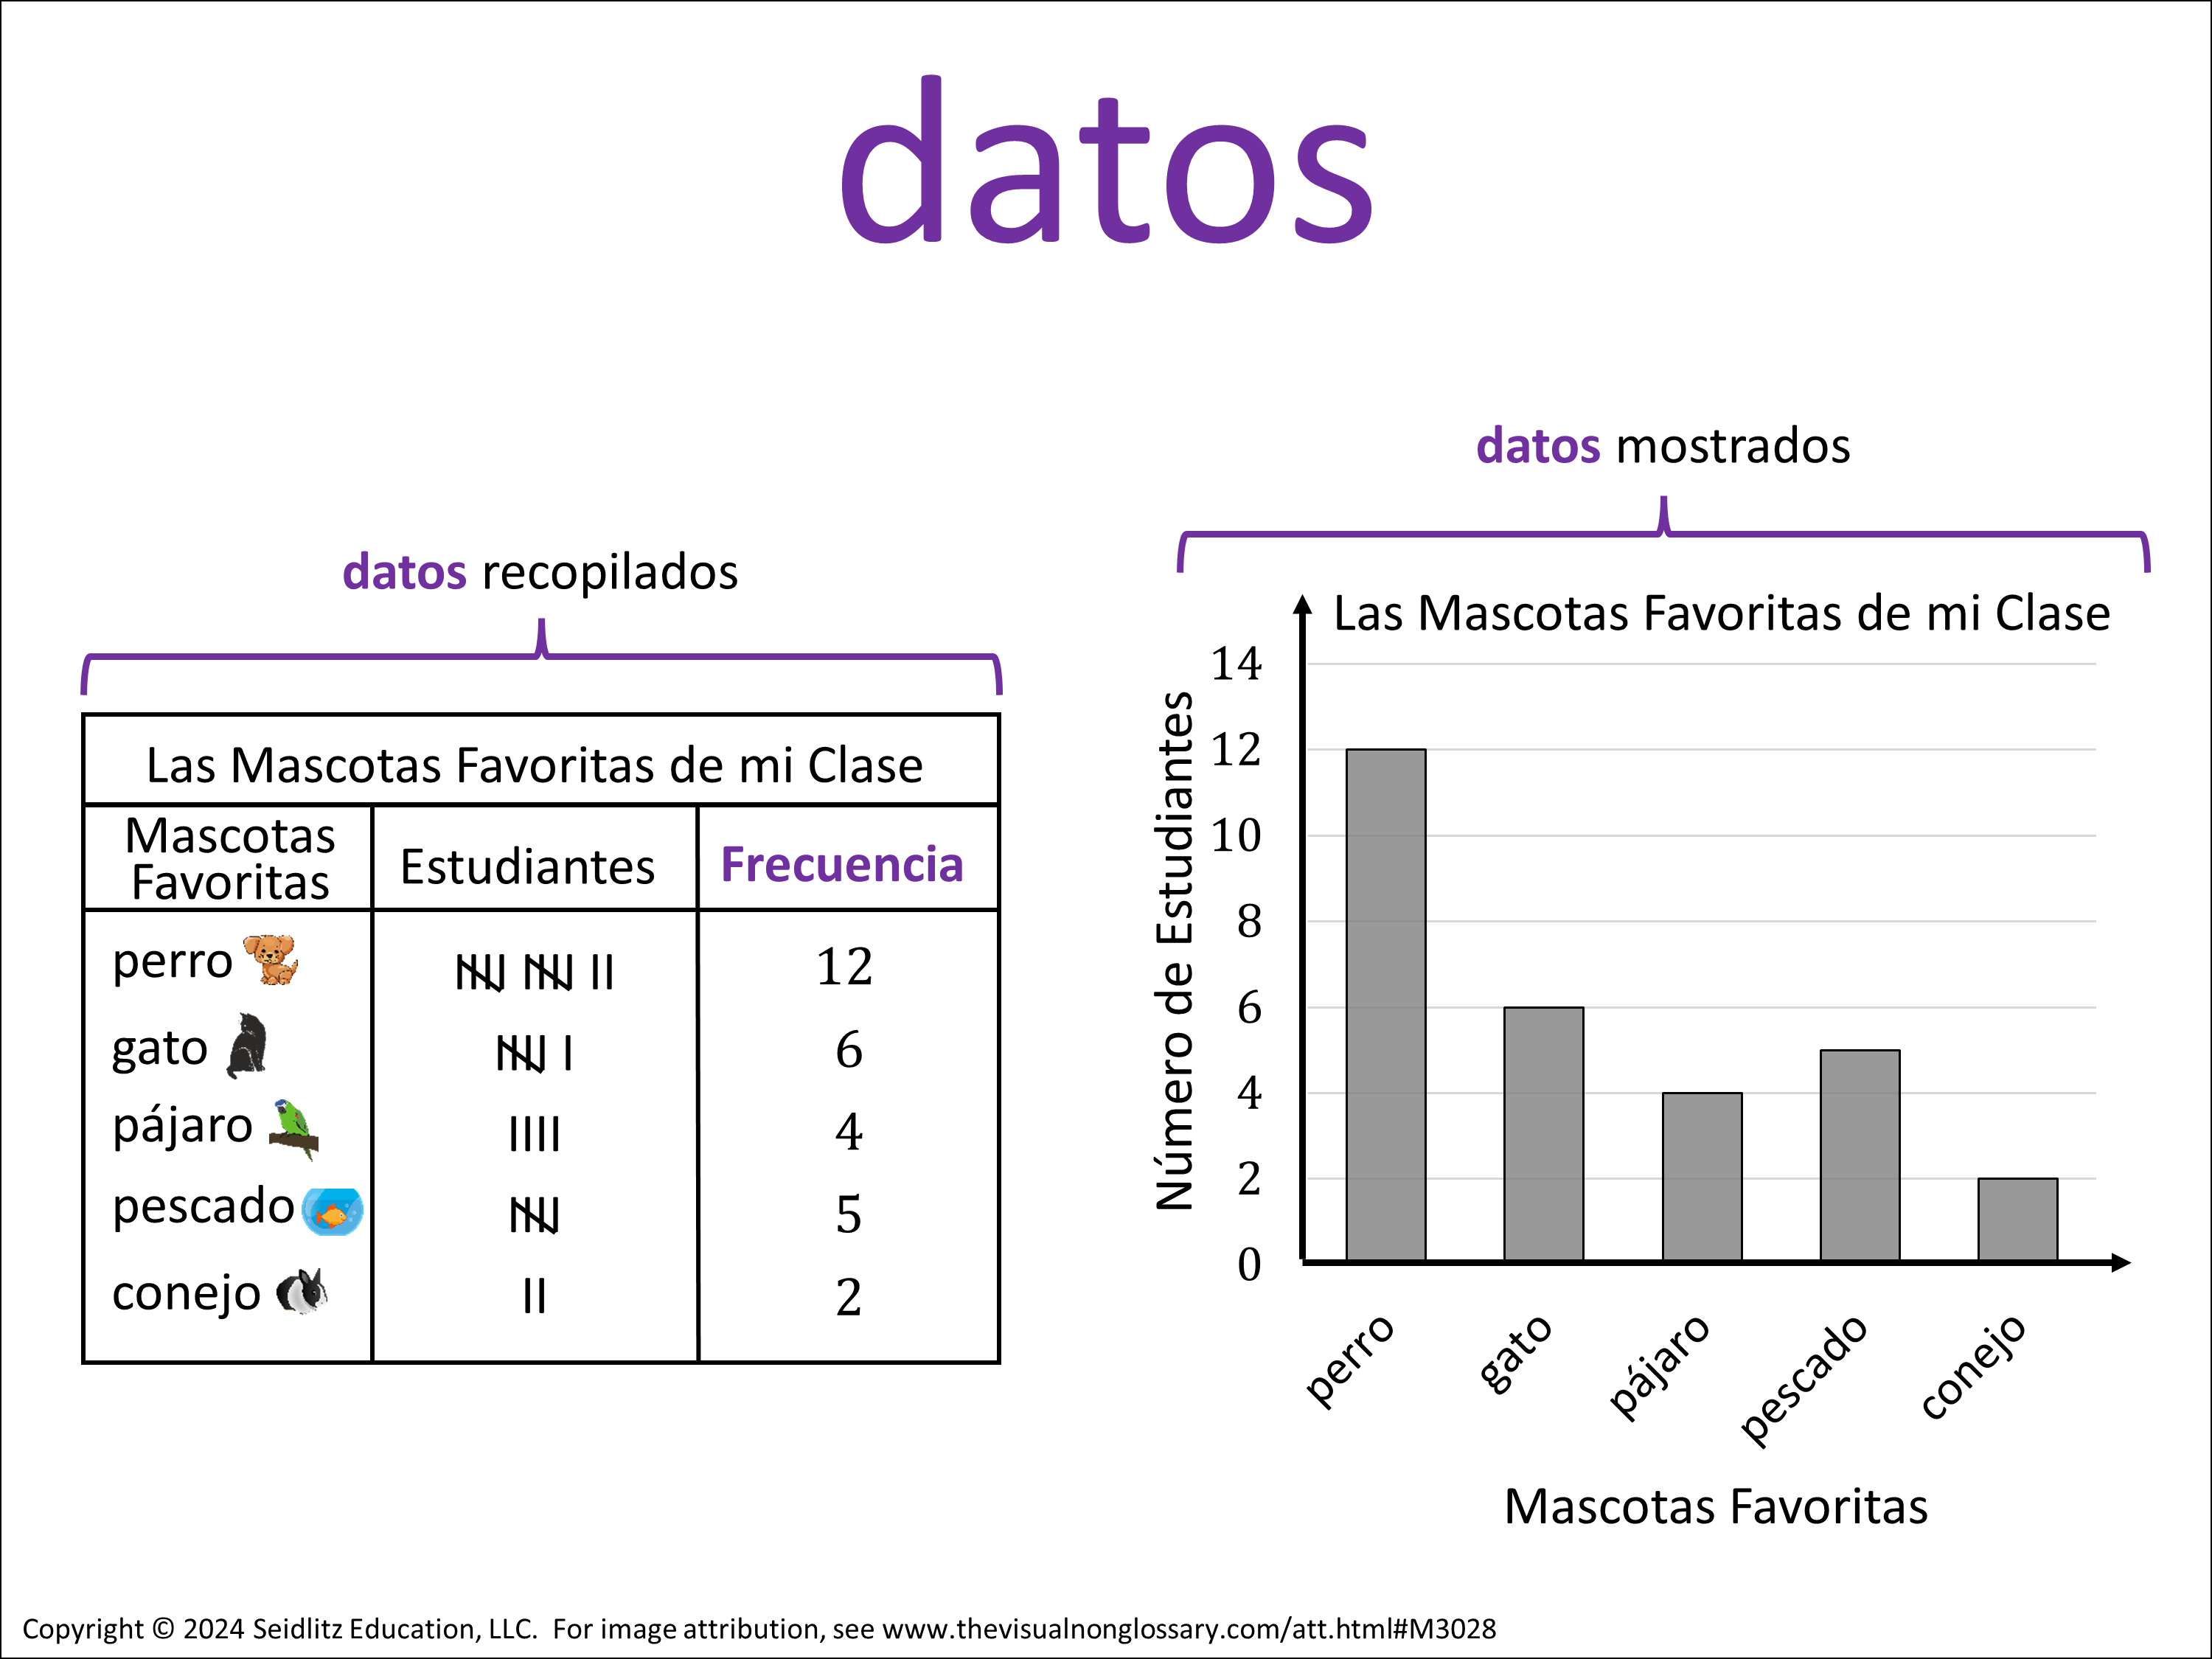 datos
datos recopilados
Las Mascotas Favoritas de mi Clase
Mascotas
Favoritas
Estudiantes
Frecuencia
perro 12
gato 6
pájaro 4
pescado 5
conejo 2
datos mostrados
Las Mascotas Favoritas de mi Clase
Número de Estudiantes
14
12
10
8
6
4
2
0
perro
gato
pájaro
pescado
conejo
Mascotas Favoritas
Copyright © 2024 Seidlitz Education, LLC. For image attribution, see www.thevisualnonglossary.com/att.html#M3028